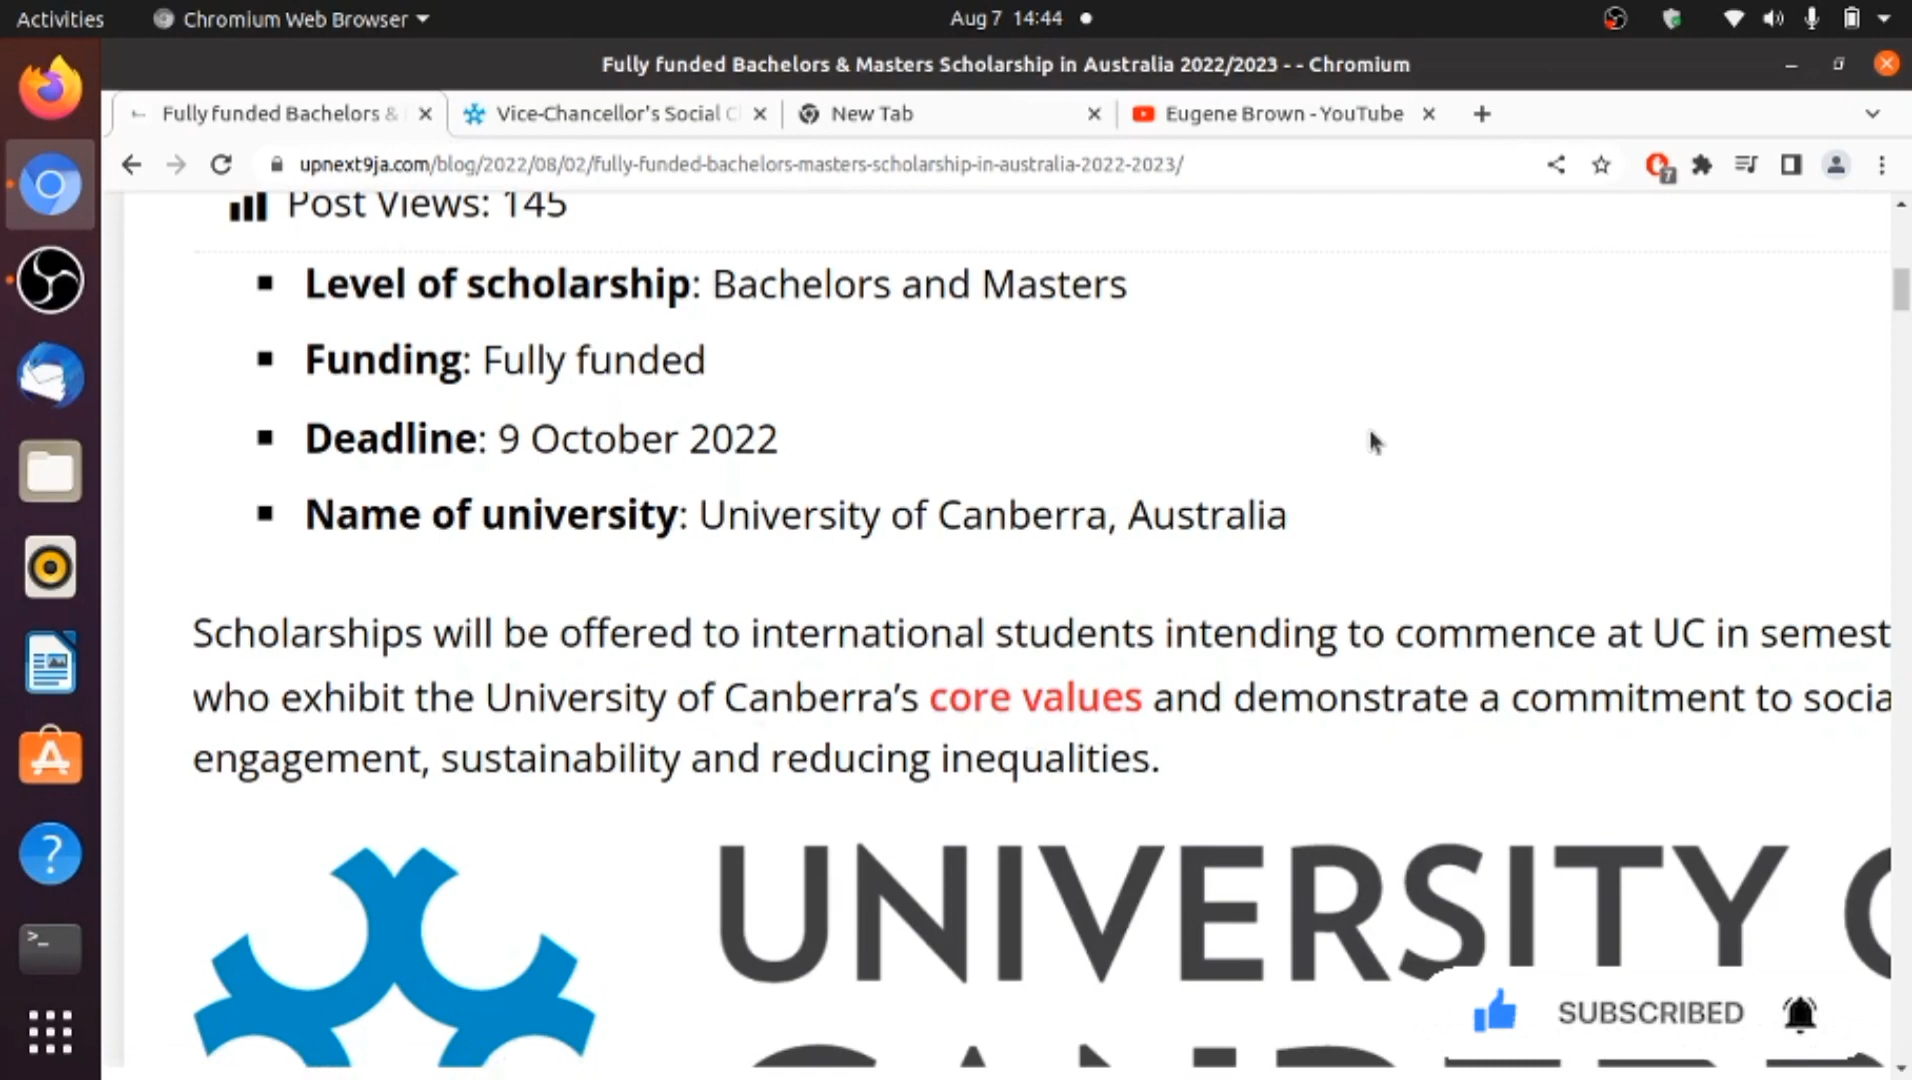 Activities
Chromium Web Browser
Aug 7 14:44
Fully funded Bachelors & Masters Scholarship in Australia 2022/2023 - - Chromium
Fully funded Bachelors &
Vice-Chancellor's Social
New Tab
Eugene Brown - YouTube
upnext9ja.com/blog/2022/08/02/fully-funded-bachelors-masters-scholarship-in-australia-2022-2023/
7
Post Views: 145
Level of scholarship: Bachelors and Masters
Funding: Fully funded
Deadline: 9 October 2022
Name of university: University of Canberra, Australia
Scholarships will be offered to international students intending to commence at UC in semest
who exhibit the University of Canberra's core values and demonstrate a commitment to socia
engagement, sustainability and reducing inequalities.
UNIVERSITY
SUBSCRIBED